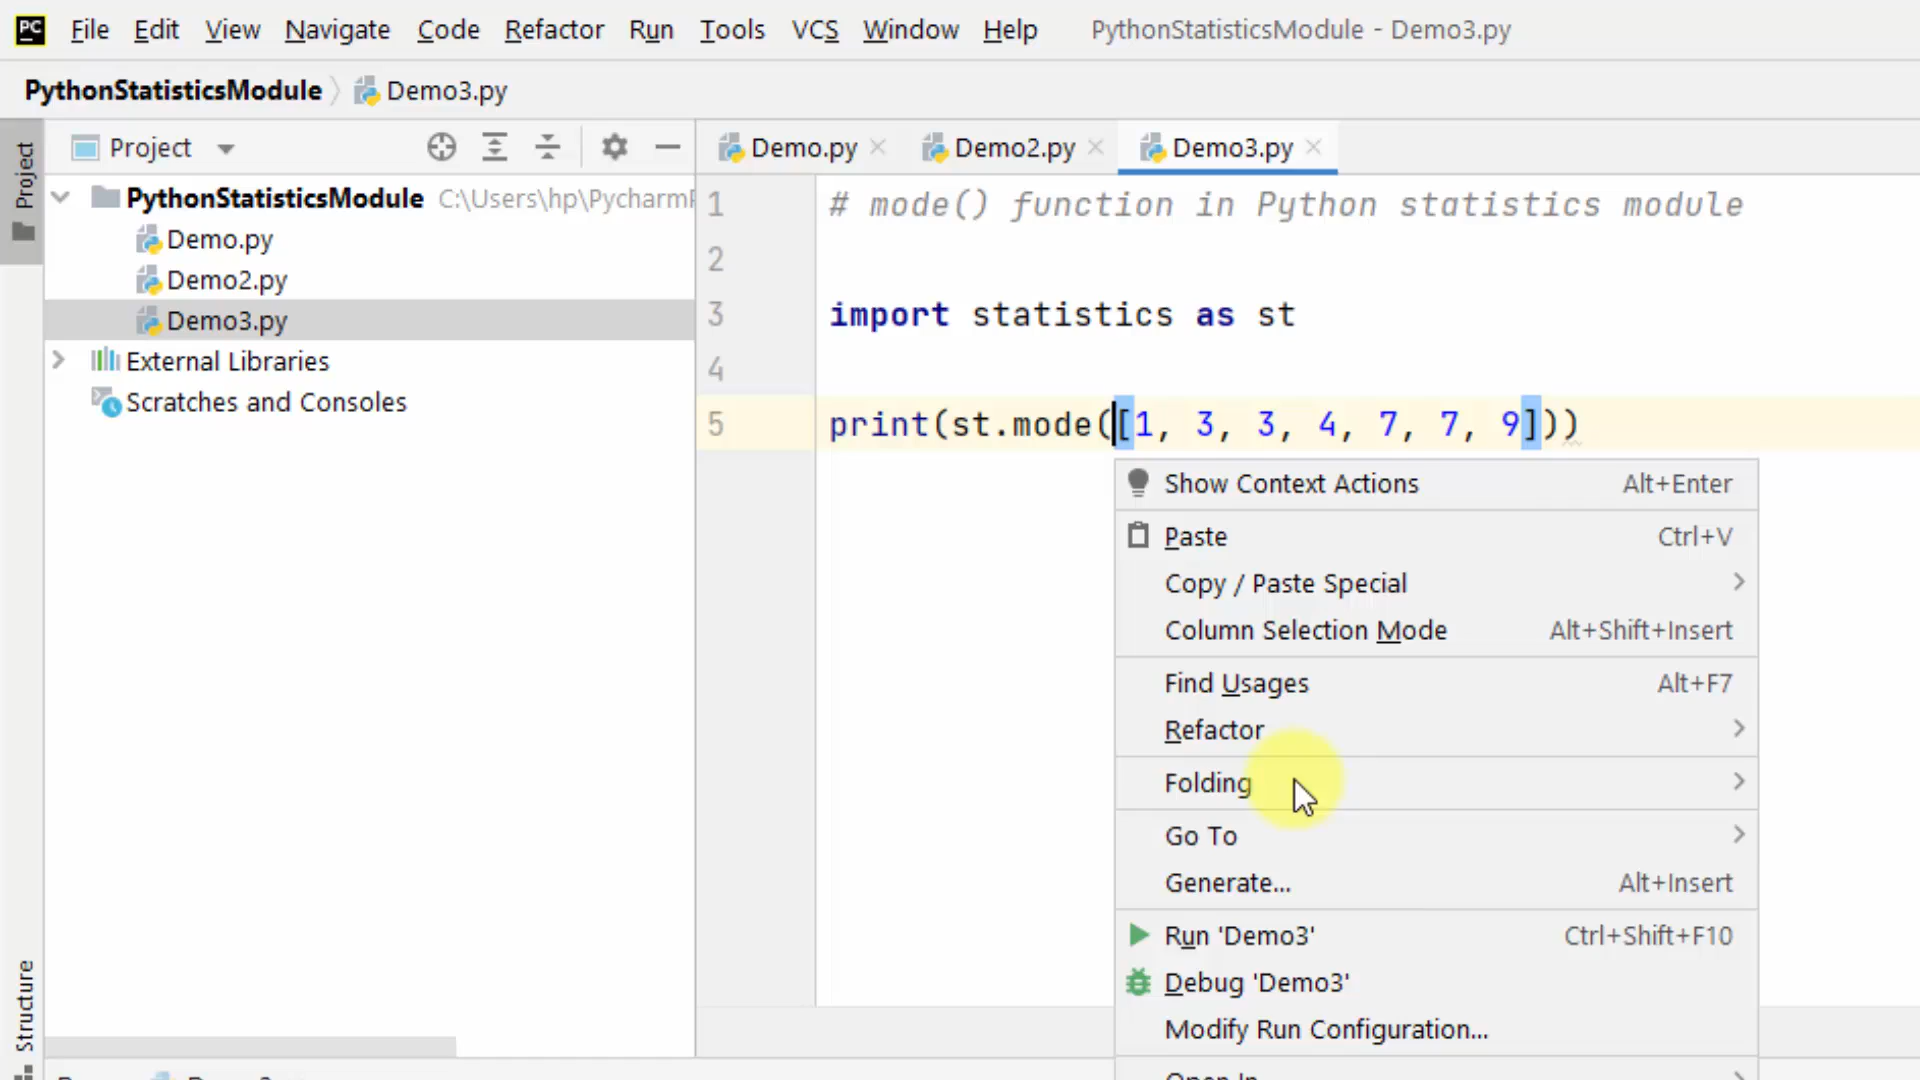 PC File Edit View Navigate Code Refactor Run Tools VCS Window Help PythonStatisticsModule - Demo3.py
PythonStatisticsModule Demo3.py
Project
Project
Demo.py Demo2.py Demo3.py
PythonStatisticsModule C:\Users\hp\Pycharm
Demo.py
Demo2.py
Demo3.py
External Libraries
Scratches and Consoles
Structure
1 # mode() function in Python statistics module
2
3 import statistics as st
4
5 print(st.mode([1, 3, 3, 4, 7, 7, 9]))
Show Context Actions Alt+Enter
Paste Ctrl+V
Copy / Paste Special
Column Selection Mode Alt+Shift+Insert
Find Usages Alt+F7
Refactor
Folding
Go To
Generate... Alt+Insert
Run 'Demo3' Ctrl+Shift+F10
Debug 'Demo3'
Modify Run Configuration...
Open In